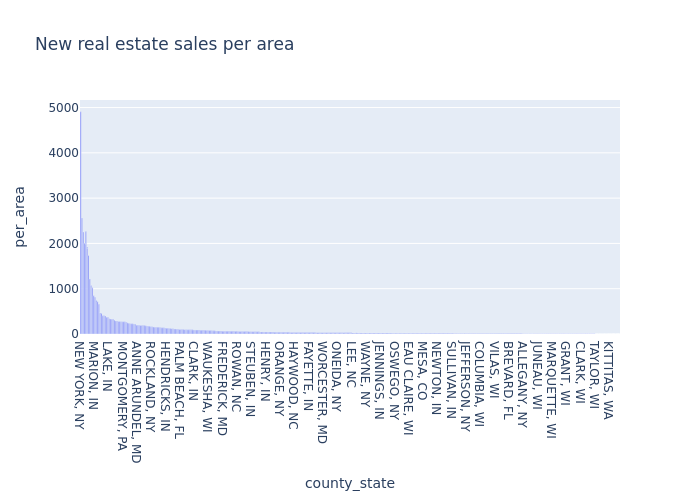 New real estate sales per area
per_area
5000
4000
3000
2000
1000
0
NEW YORK, NY
MARION, IN
LAKE, IN
MONTGOMERY, PA
ANNE ARUNDEL, MD
ROCKLAND, NY
HENDRICKS, IN
PALM BEACH, FL
CLARK, IN
WAUKESHA, WI
FREDERICK, MD
ROWAN, NC
STEUBEN, IN
HENRY, IN
ORANGE, NY
HAYWOOD, NC
FAYETTE, IN
WORCESTER, MD
ONEIDA, NY
LEE, NC
WAYNE, NY
JENNINGS, IN
OSWEGO, NY
EAU CLAIRE, WI
MESA, CO
NEWTON, IN
SULLIVAN, IN
JEFFERSON, NY
COLUMBIA, WI
VILAS, WI
BREVARD, FL
ALLEGANY, NY
JUNEAU, WI
MARQUETTE, WI
GRANT, WI
CLARK, WI
TAYLOR, WI
KITTITAS, WA
county_state